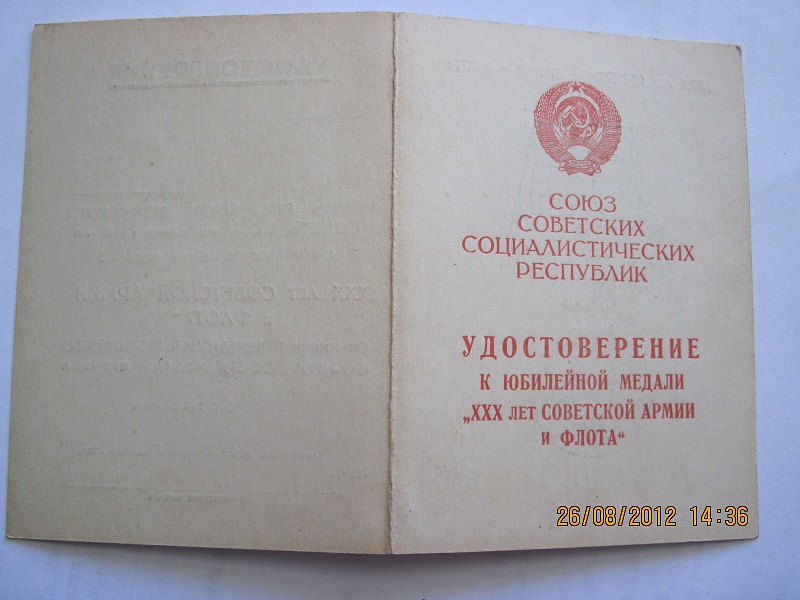 СОЮЗ
СОВЕТСКИХ
СОЦИАЛИСТИЧЕСКИХ
РЕСПУБЛИК
УДОСТОВЕРЕНИЕ
К ЮБИЛЕЙНОЙ МЕДАЛИ
„XXX ЛЕТ СОВЕТСКОЙ АРМИИ
И ФЛОТА“
26/08/2012 14:36